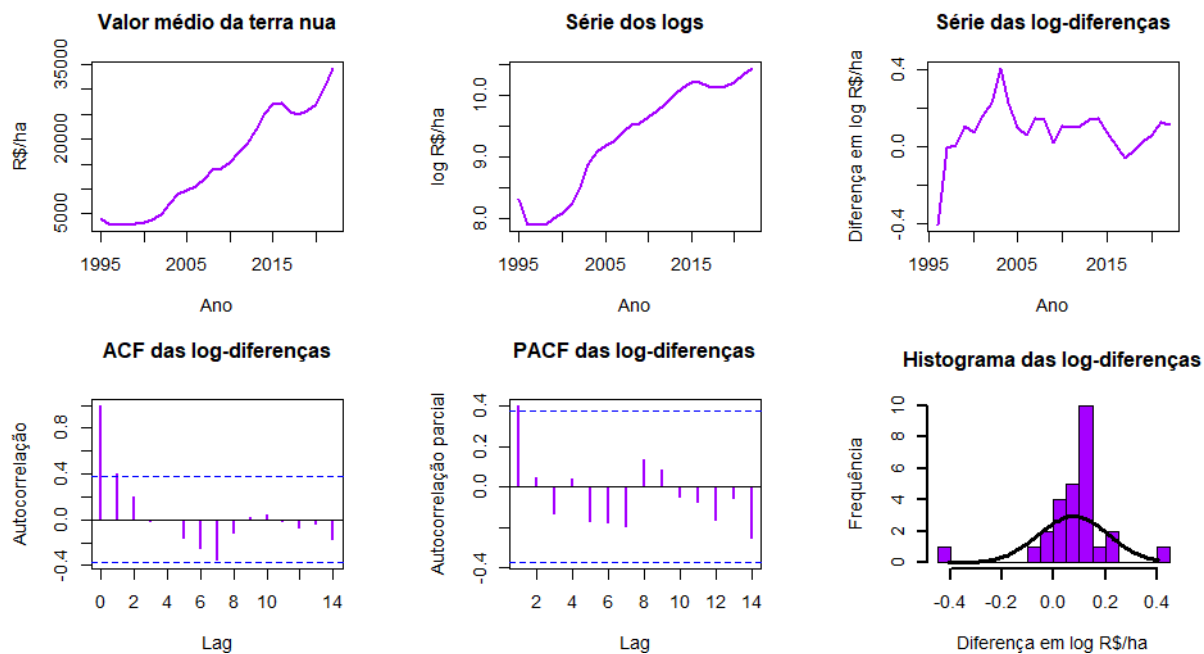 Valor médio da terra nua
R$/ha
5000 20000 35000
1995 2005 2015
Ano
Série dos logs
log R$/ha
8.0 9.0 10.0
1995 2005 2015
Ano
Série das log-diferenças
Diferença em log R$/ha
-0.4 0.0 0.4
1995 2005 2015
Ano
ACF das log-diferenças
Autocorrelação
-0.4 0.0 0.4 0.8
0 2 4 6 8 10 14
Lag
PACF das log-diferenças
Autocorrelação parcial
-0.4 0.0 0.2 0.4
2 4 6 8 10 12 14
Lag
Histograma das log-diferenças
Frequência
0 2 4 6 8 10
-0.4 -0.2 0.0 0.2 0.4
Diferença em log R$/ha